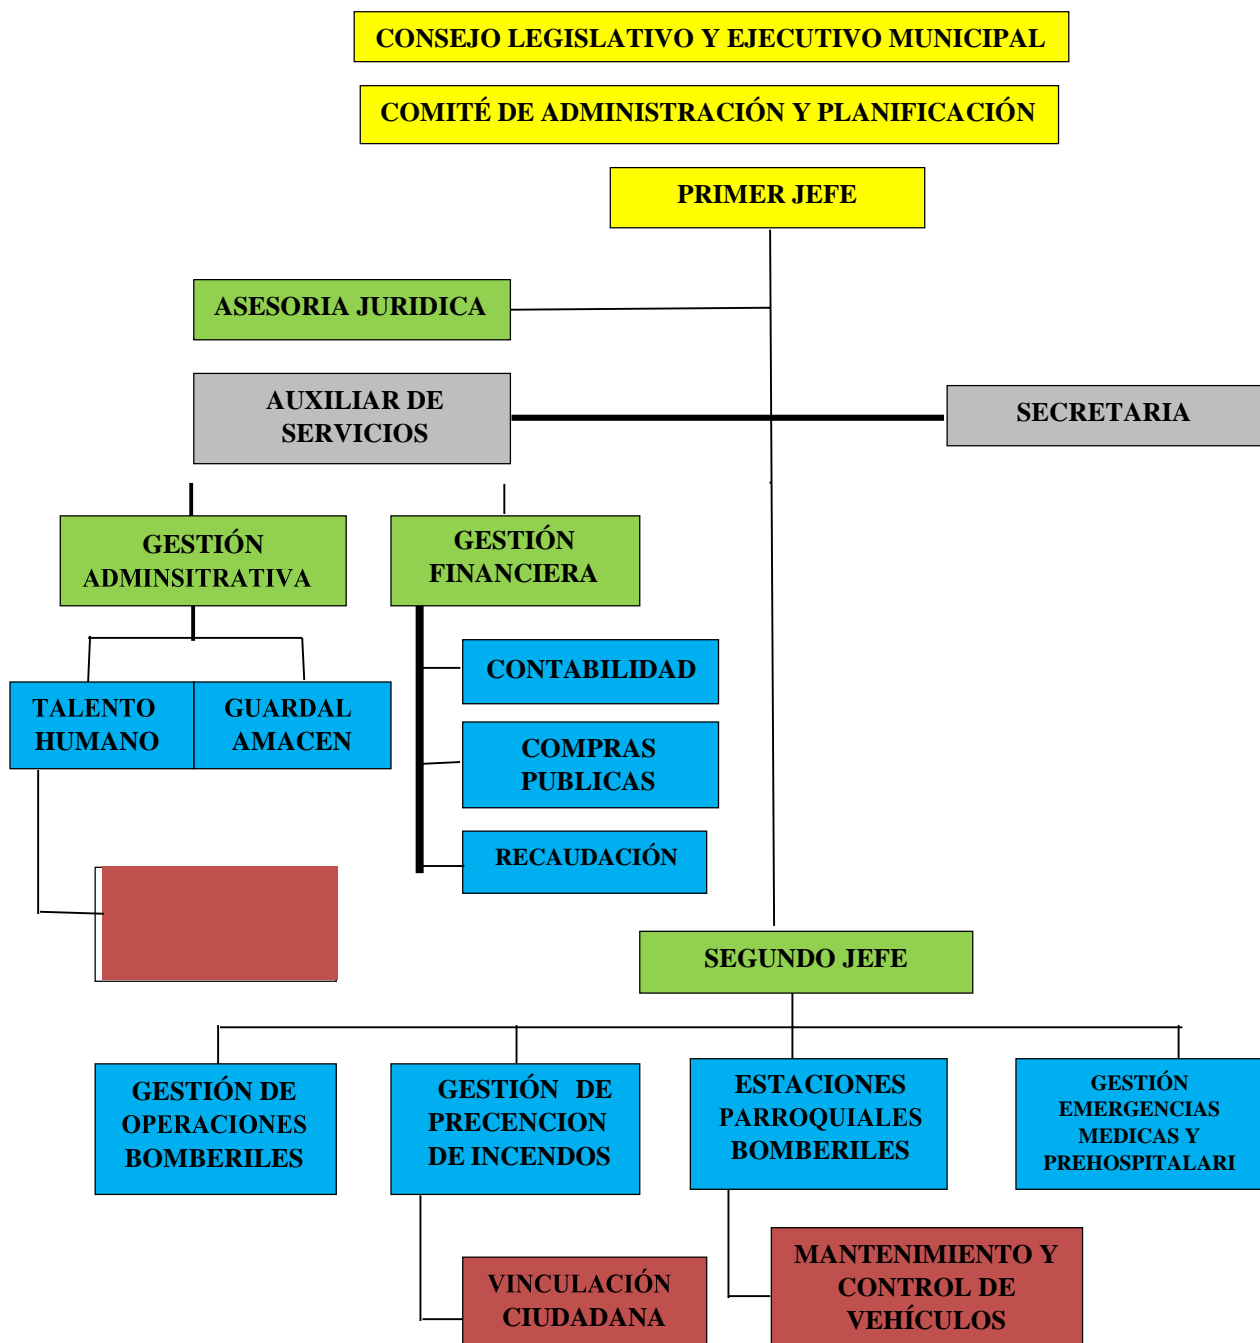 CONSEJO LEGISLATIVO Y EJECUTIVO MUNICIPAL
COMITÉ DE ADMINISTRACIÓN Y PLANIFICACIÓN
PRIMER JEFE
ASESORIA JURIDICA
AUXILIAR DE
SERVICIOS
SECRETARIA
GESTIÓN
ADMINSITRATIVA
GESTIÓN
FINANCIERA
CONTABILIDAD
TALENTO
HUMANO
GUARDAL
AMACEN
COMPRAS
PUBLICAS
RECAUDACIÓN
SEGUNDO JEFE
GESTIÓN DE
OPERACIONES
BOMBERILES
GESTIÓN DE
PRECENCION
DE INCENDOS
ESTACIONES
PARROQUIALES
BOMBERILES
GESTIÓN
EMERGENCIAS
MEDICAS Y
PREHOSPITALARI
VINCULACIÓN
CIUDADANA
MANTENIMIENTO Y
CONTROL DE
VEHÍCULOS